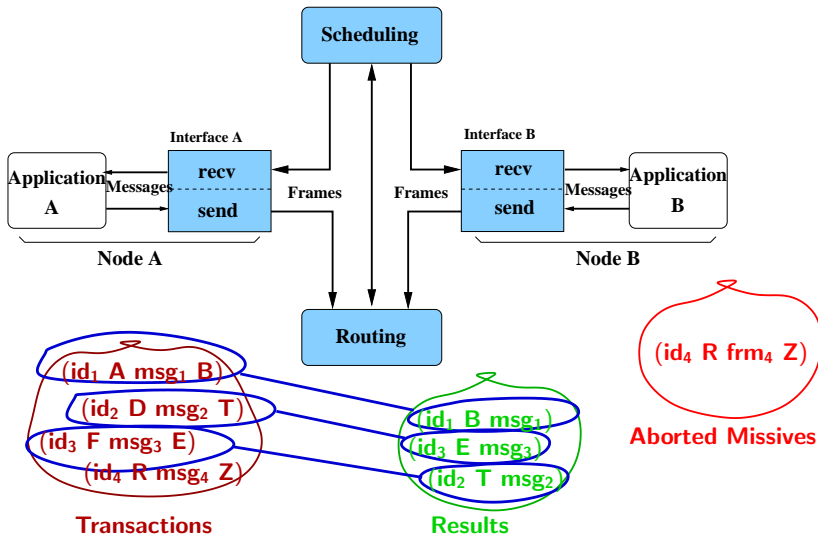 Scheduling
Interface A
Interface B
Application
A
Messages
recv
send
Frames
Frames
recv
send
Messages
Application
B
Node A
Node B
Routing
(id₁ A msg₁ B)
(id₂ D msg₂ T)
(id₃ F msg₃ E)
(id₄ R msg₄ Z)
Transactions
(id₁ B msg₁)
(id₃ E msg₃)
(id₂ T msg₂)
Results
(id₄ R frm₄ Z)
Aborted Missives